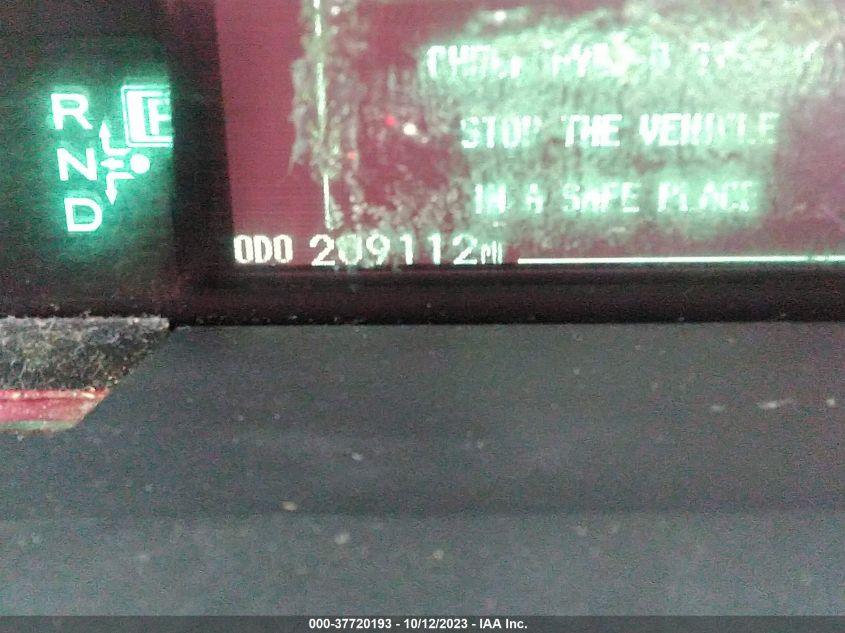 R
P
N
D
STOP THE VEHICLE
IN A SAFE PLACE
ODO 209112MI
000-37720193 - 10/12/2023 - IAA Inc.